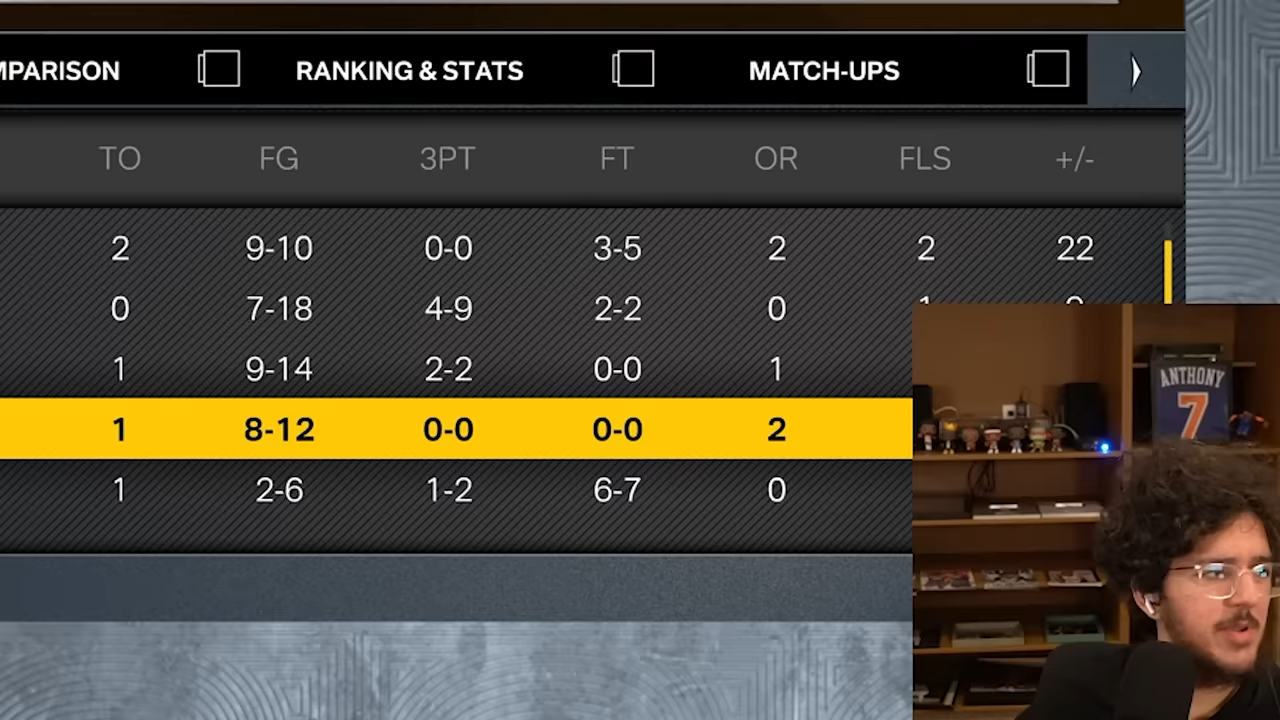 MPARISON RANKING & STATS MATCH-UPS
TO FG 3PT FT OR FLS +/-
2 9-10 0-0 3-5 2 2 22
0 7-18 4-9 2-2 0
1 9-14 2-2 0-0 1
1 8-12 0-0 0-0 2
1 2-6 1-2 6-7 0
ANTHONY
7